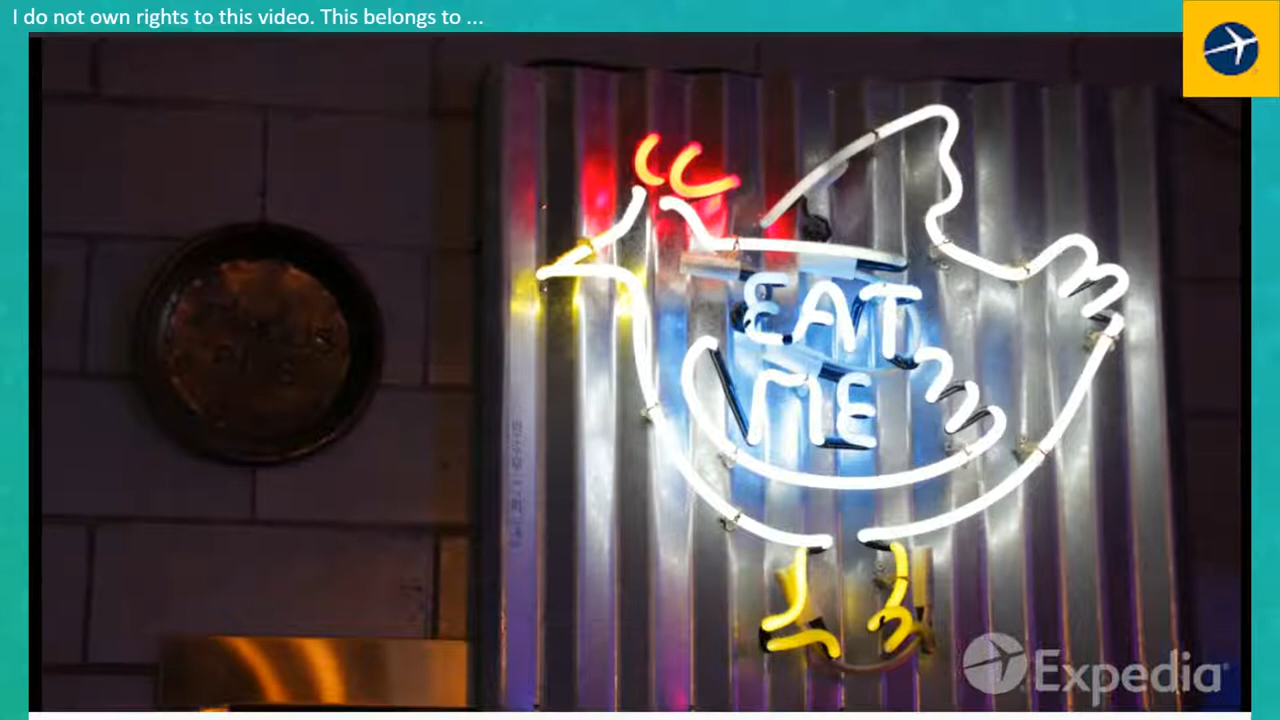 I do not own rights to this video. This belongs to ...
EAT
ME
Expedia